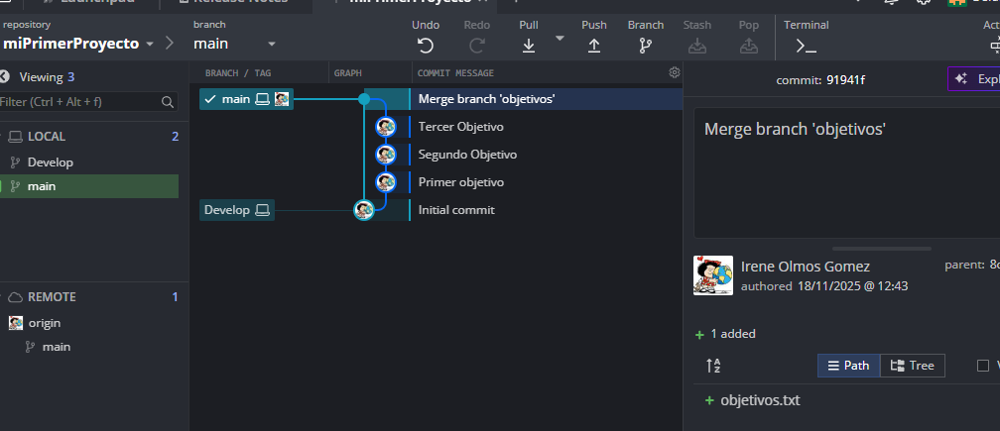 Release Notes
miPrimerProyecto
repository
miPrimerProyecto
branch
main
Undo
Redo
Pull
Push
Branch
Stash
Pop
Terminal
Viewing 3
Filter (Ctrl + Alt + f)
LOCAL 2
Develop
main
REMOTE 1
origin
main
BRANCH / TAG GRAPH COMMIT MESSAGE
main Merge branch 'objetivos'
Tercer Objetivo
Segundo Objetivo
Primer objetivo
Develop Initial commit
commit: 91941f
Merge branch 'objetivos'
Irene Olmos Gomez
authored 18/11/2025 @ 12:43
parent:
+ 1 added
Path
Tree
+ objetivos.txt